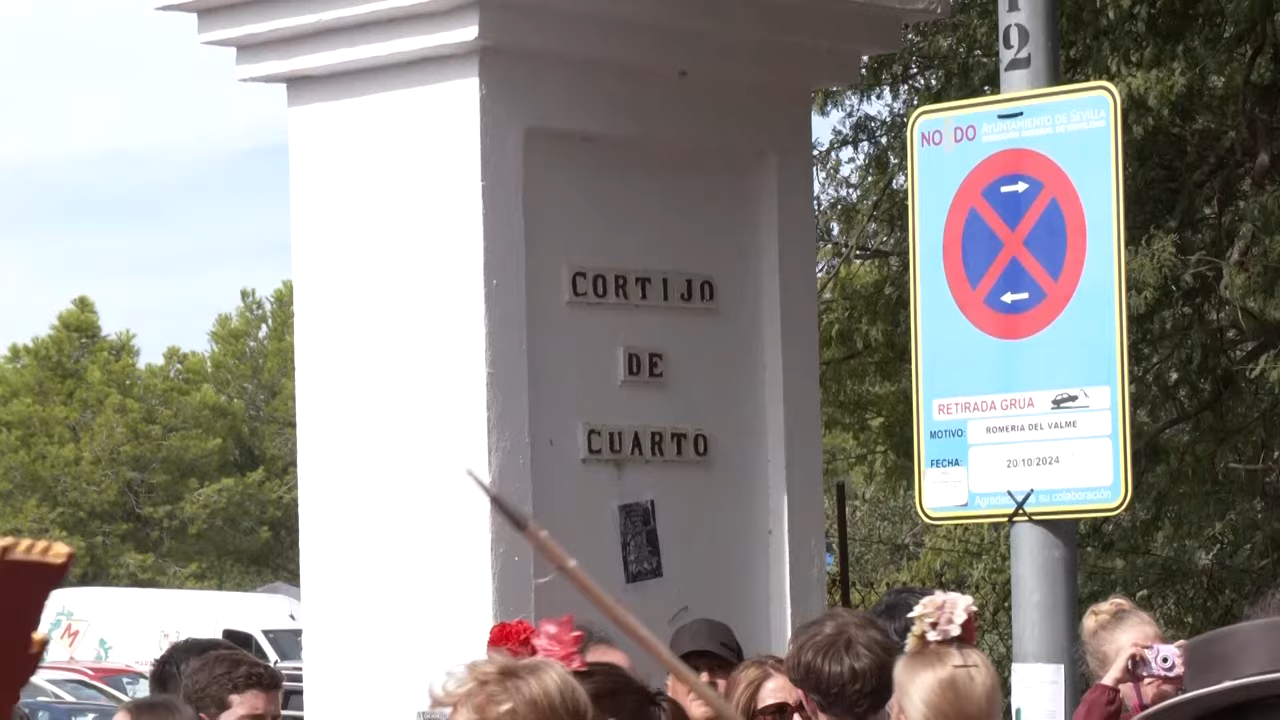 CORTIJO
DE
CUARTO
12
NO DO AYUNTAMIENTO DE SEVILLA
RETIRADA GRUA
MOTIVO: ROMERIA DEL VALME
FECHA: 20/10/2024
su colaboración
M